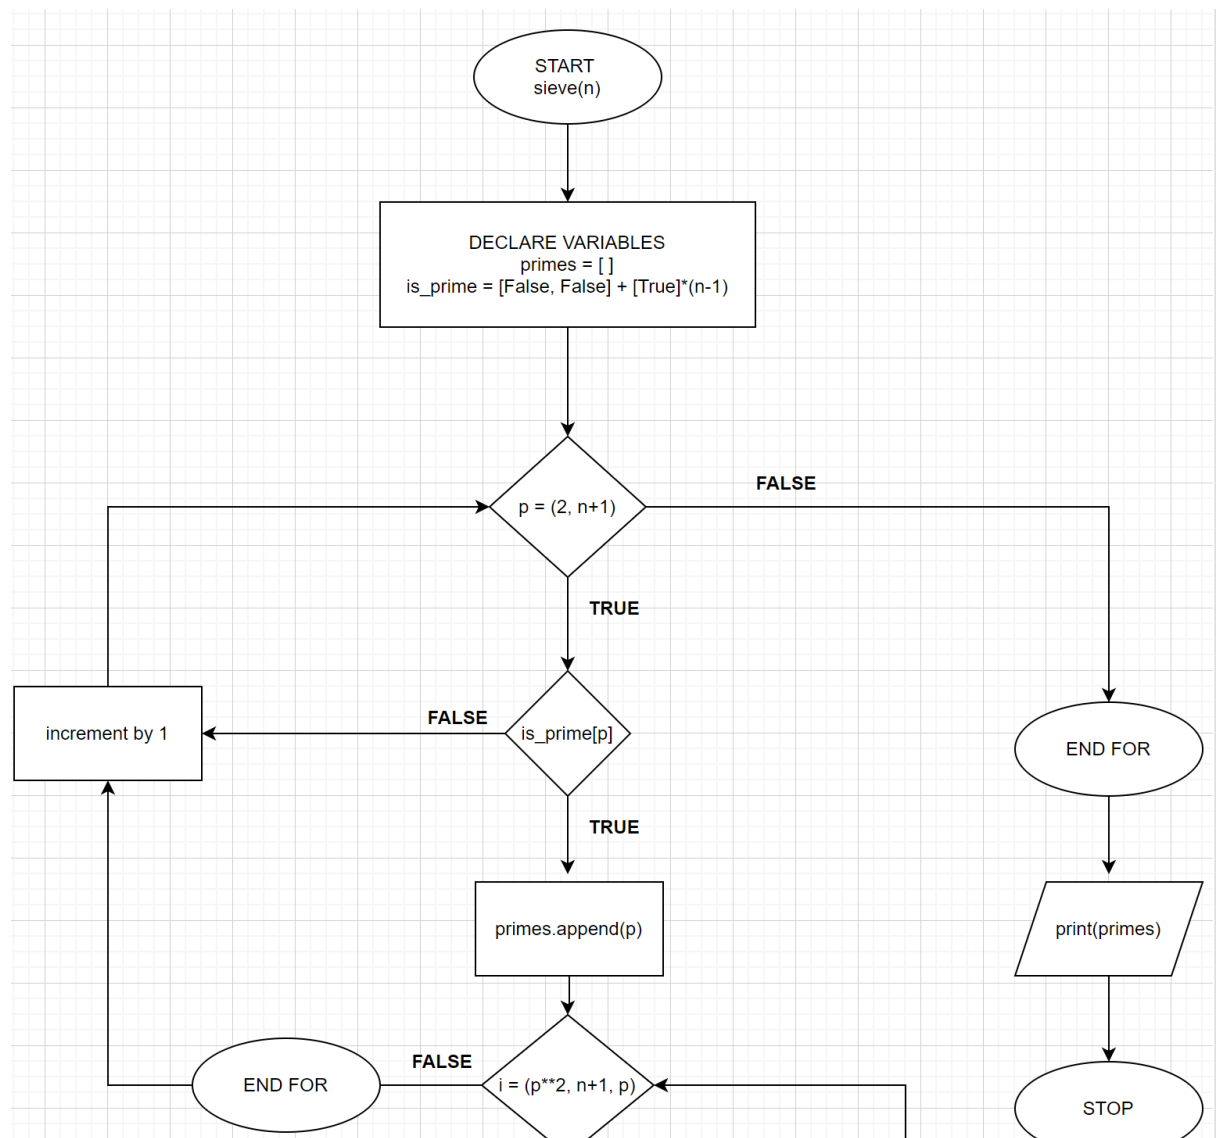 START
sieve(n)
DECLARE VARIABLES
primes = [ ]
is_prime = [False, False] + [True]*(n-1)
FALSE
p = (2, n+1)
TRUE
FALSE
is_prime[p]
increment by 1
END FOR
TRUE
primes.append(p)
print(primes)
FALSE
END FOR
i = (p**2, n+1, p)
STOP